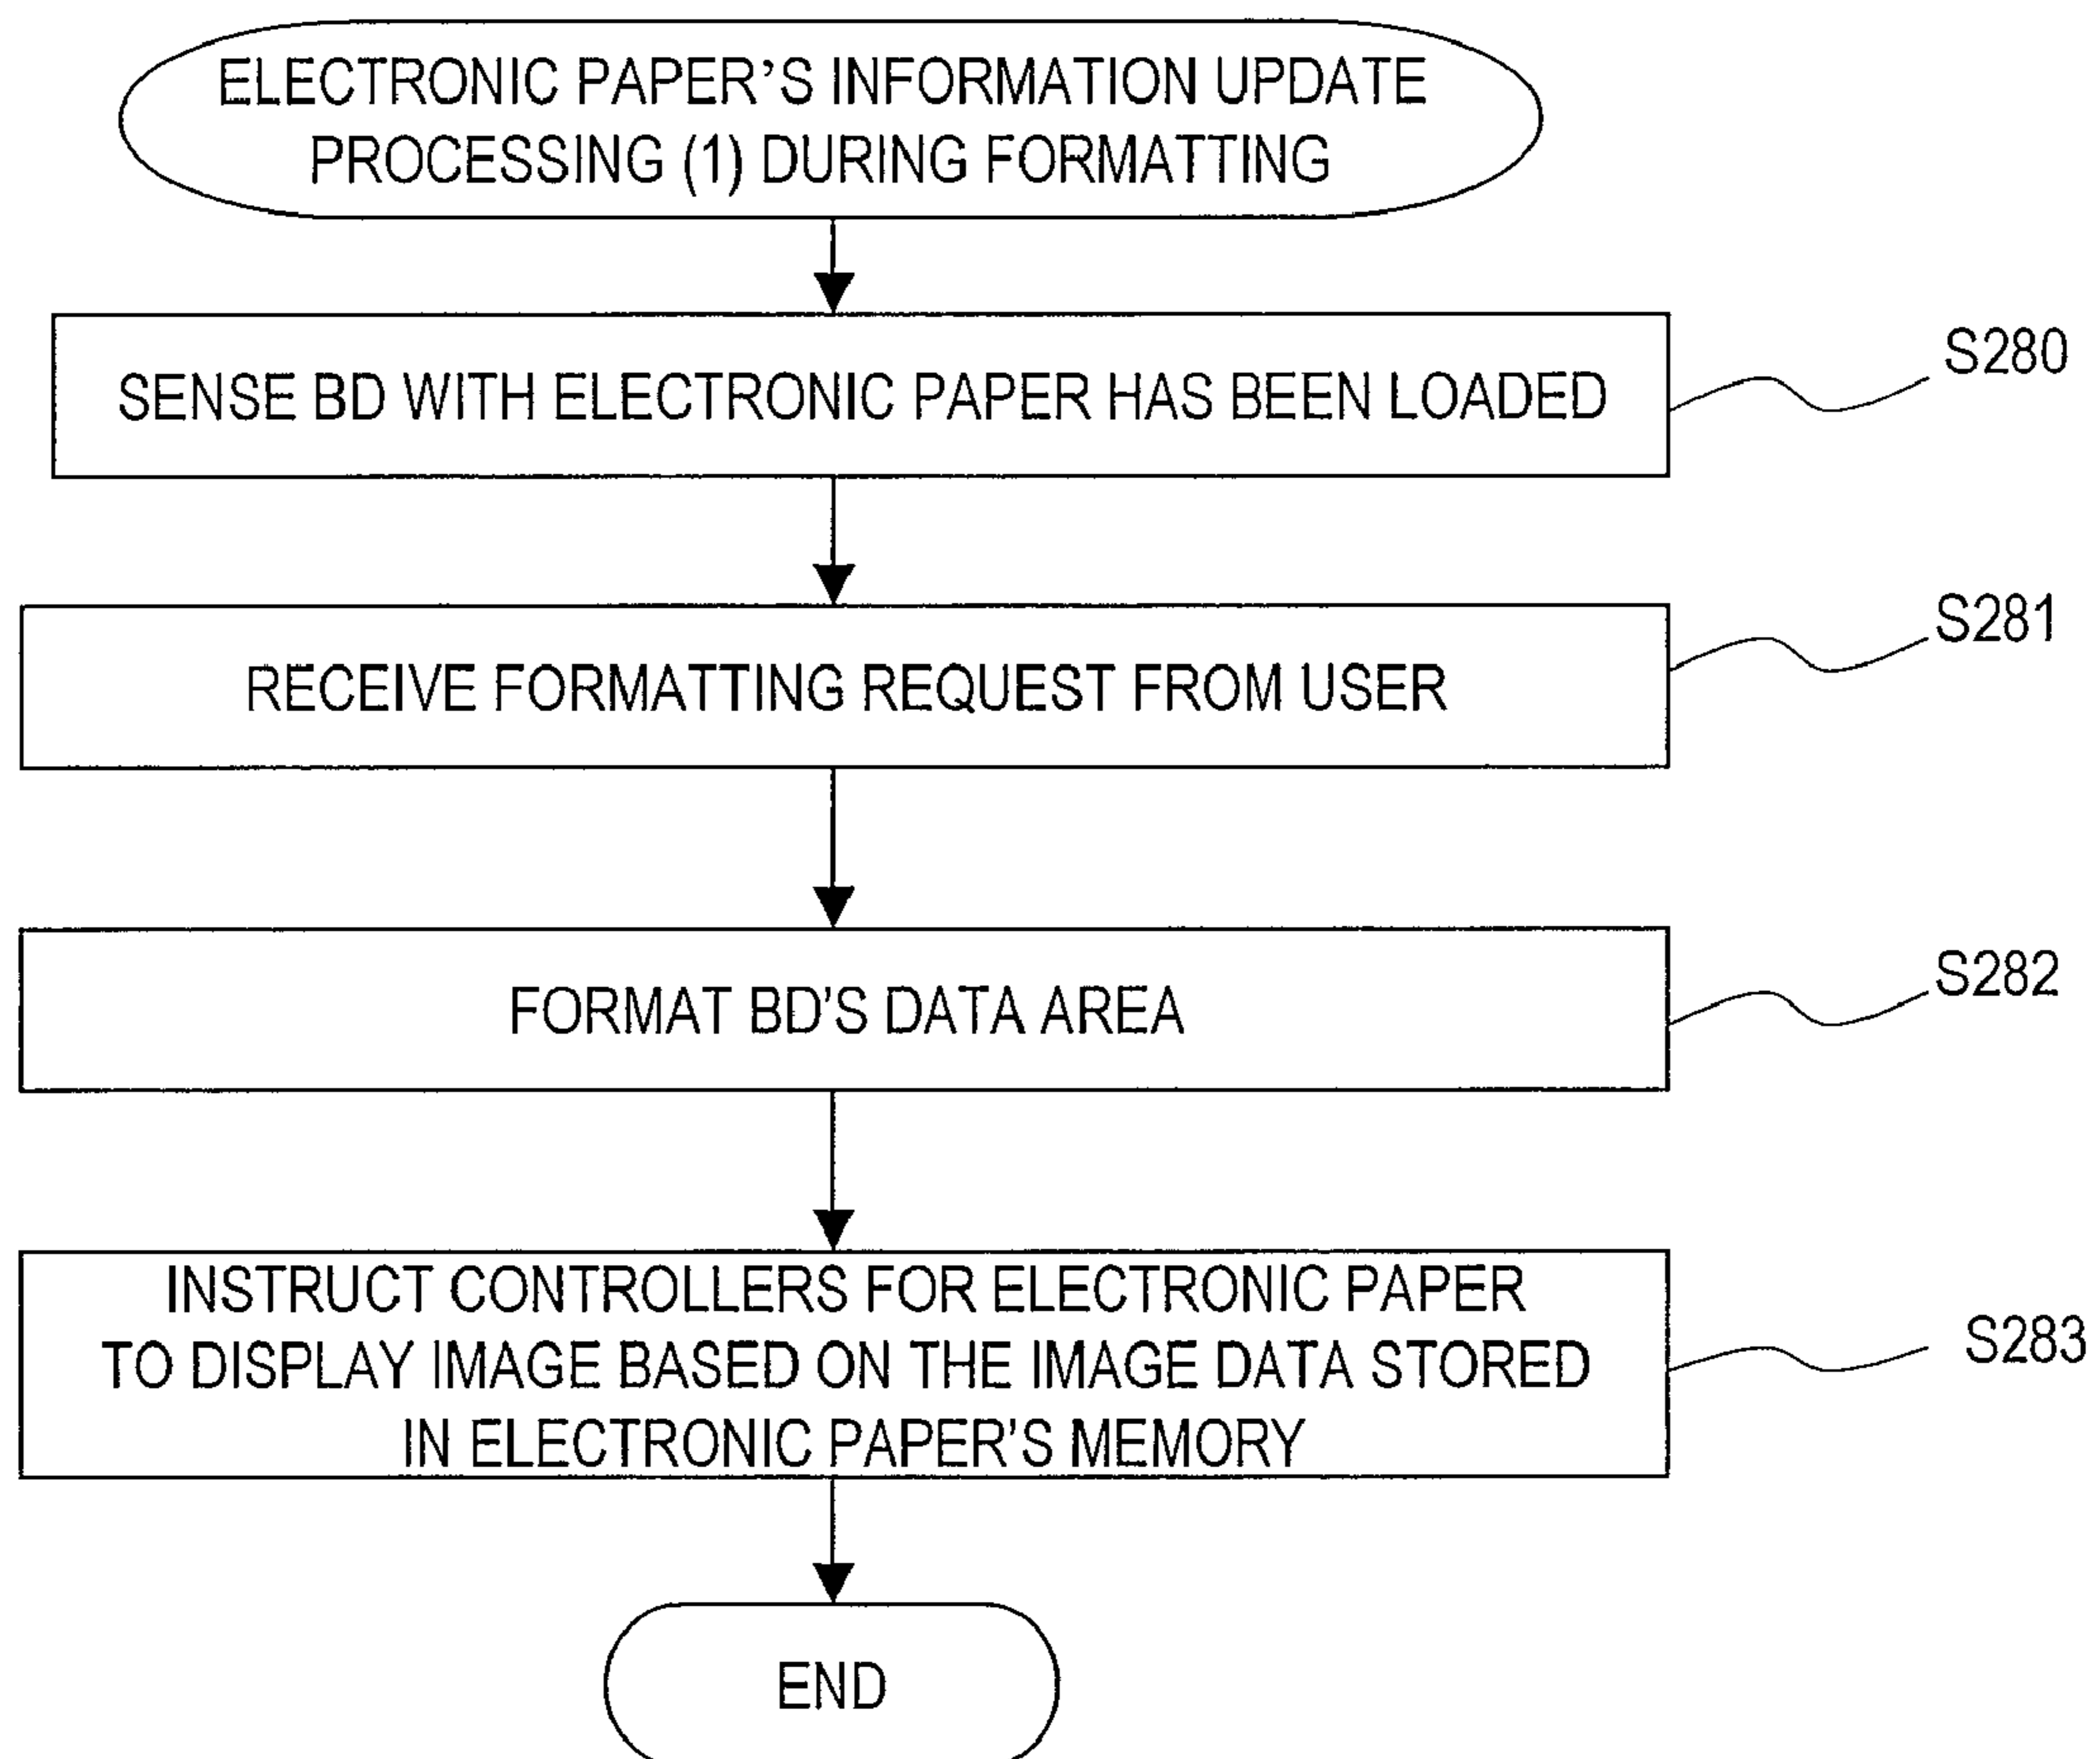 ELECTRONIC PAPER’S INFORMATION UPDATE
PROCESSING (1) DURING FORMATTING
SENSE BD WITH ELECTRONIC PAPER HAS BEEN LOADED
S280
RECEIVE FORMATTING REQUEST FROM USER
S281
FORMAT BD’S DATA AREA
S282
INSTRUCT CONTROLLERS FOR ELECTRONIC PAPER
TO DISPLAY IMAGE BASED ON THE IMAGE DATA STORED
IN ELECTRONIC PAPER’S MEMORY
S283
END